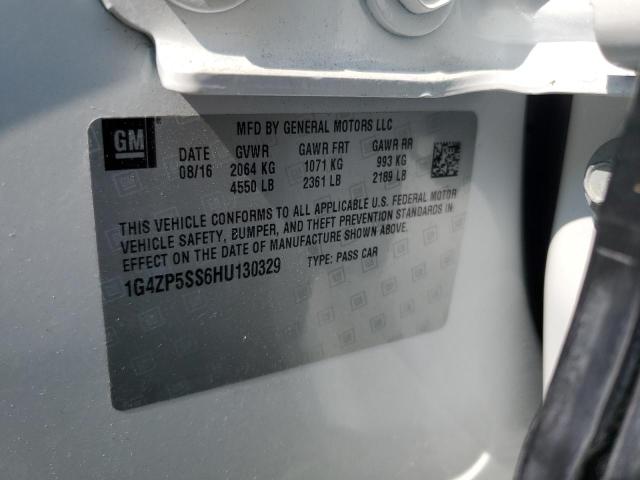 GM
MFD BY GENERAL MOTORS LLC
DATE GVWR GAWR FRT GAWR RR
08/16 2064 KG 1071 KG 993 KG
4550 LB 2361 LB 2189 LB
THIS VEHICLE CONFORMS TO ALL APPLICABLE U.S. FEDERAL MOTOR
VEHICLE SAFETY, BUMPER, AND THEFT PREVENTION STANDARDS IN
EFFECT ON THE DATE OF MANUFACTURE SHOWN ABOVE.
1G4ZP5SS6HU130329 TYPE: PASS CAR